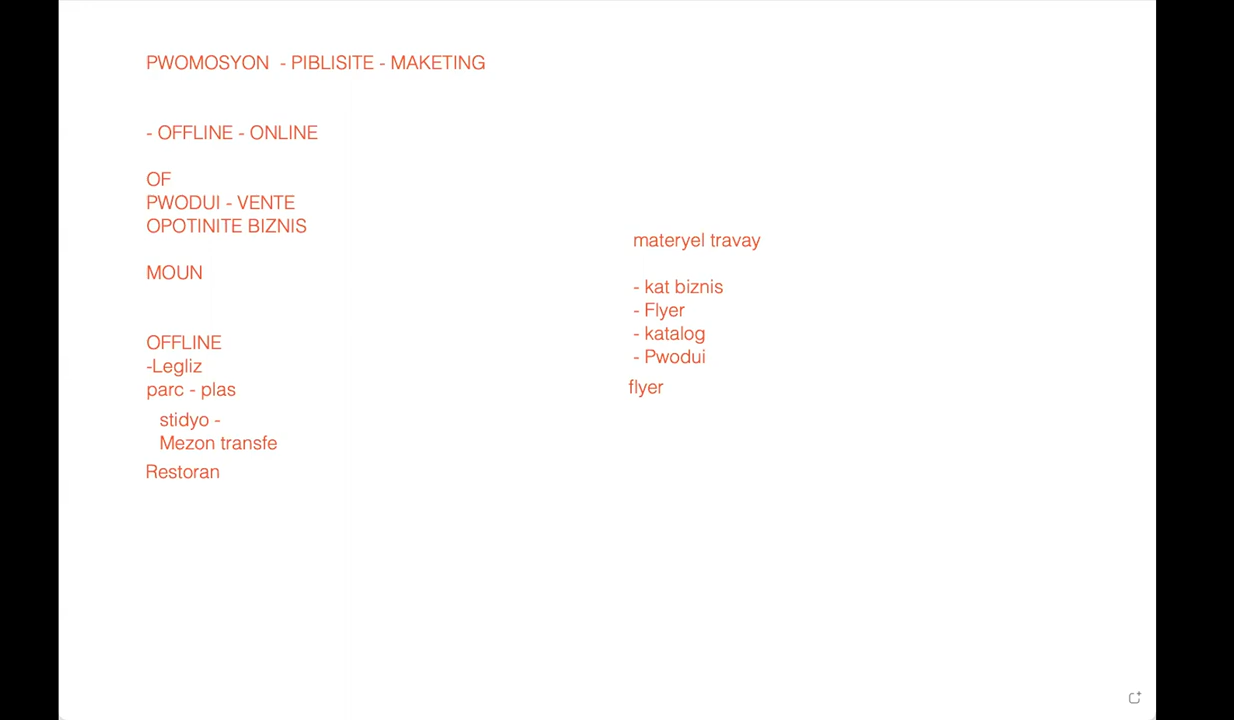 PWOMOSYON - PIBLISITE - MAKETING
- OFFLINE - ONLINE
OF
PWODUI - VENTE
OPOTINITE BIZNIS
MOUN
OFFLINE
-Legliz
parc - plas
stidyo -
Mezon transfe
Restoran
materyel travay
- kat biznis
- Flyer
- katalog
- Pwodui
flyer